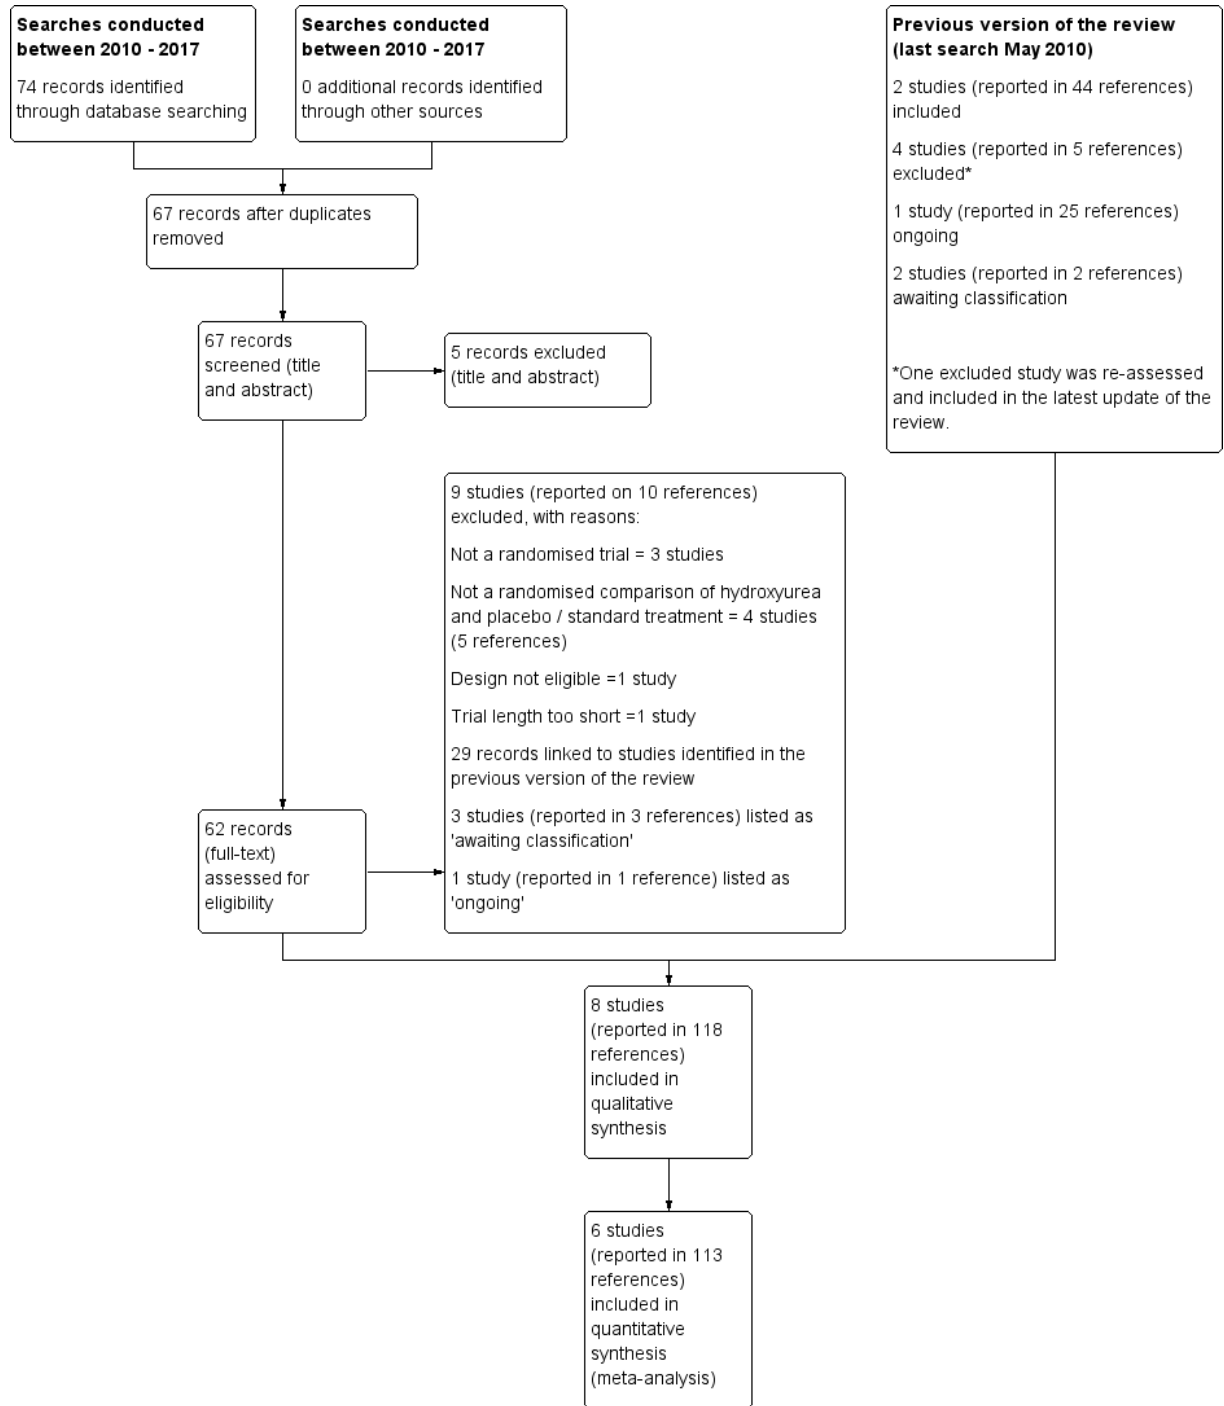 Searches conducted
between 2010 - 2017
74 records identified
through database searching
Searches conducted
between 2010 - 2017
0 additional records identified
through other sources
Previous version of the review
(last search May 2010)
2 studies (reported in 44 references)
included
4 studies (reported in 5 references)
excluded*
1 study (reported in 25 references)
ongoing
2 studies (reported in 2 references)
awaiting classification
*One excluded study was re-assessed
and included in the latest update of the
review.
67 records after duplicates
removed
67 records
screened (title
and abstract)
5 records excluded
(title and abstract)
9 studies (reported on 10 references)
excluded, with reasons:
Not a randomised trial = 3 studies
Not a randomised comparison of hydroxyurea
and placebo / standard treatment = 4 studies
(5 references)
Design not eligible =1 study
Trial length too short =1 study
29 records linked to studies identified in the
previous version of the review
3 studies (reported in 3 references) listed as
'awaiting classification'
1 study (reported in 1 reference) listed as
'ongoing'
62 records
(full-text)
assessed for
eligibility
8 studies
(reported in 118
references)
included in
qualitative
synthesis
6 studies
(reported in 113
references)
included in
quantitative
synthesis
(meta-analysis)